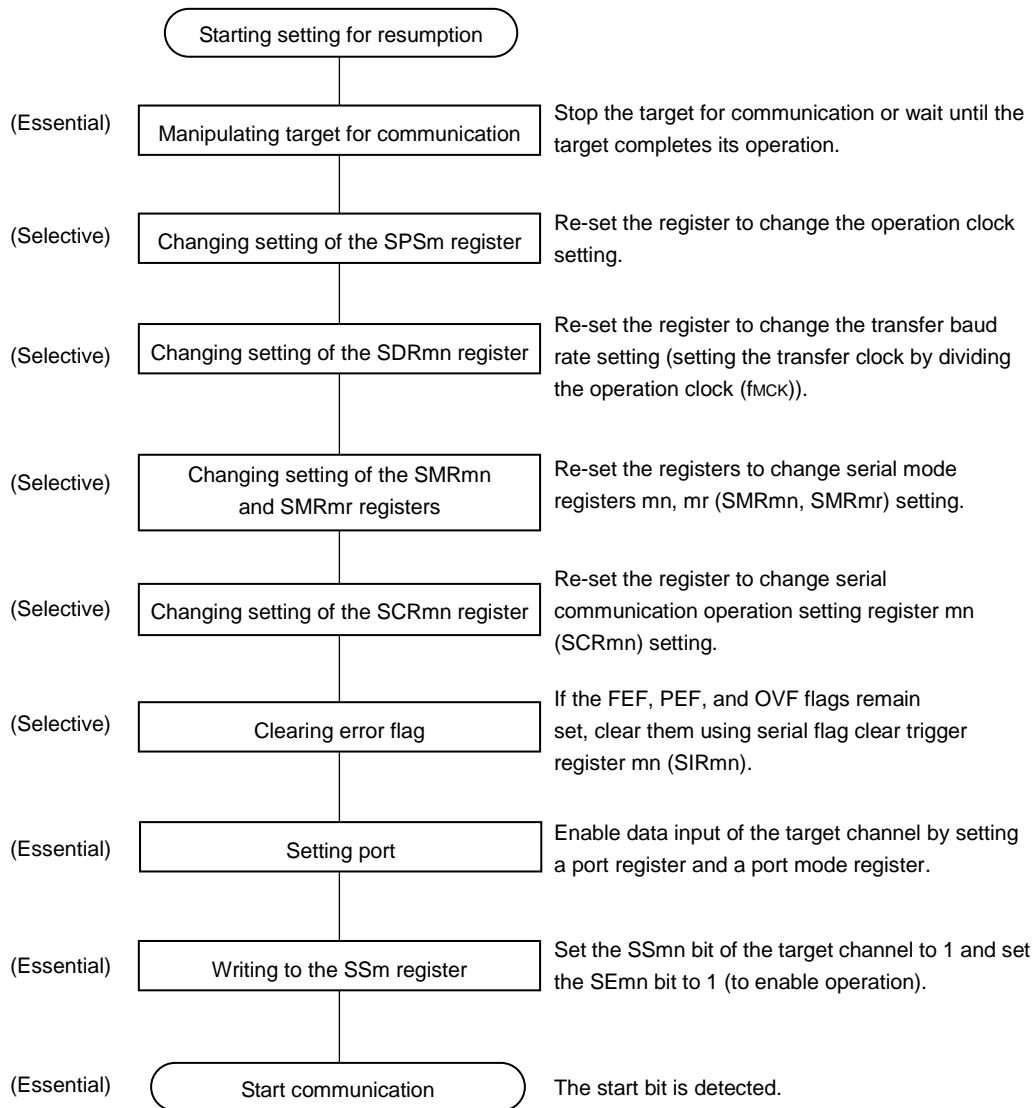 Starting setting for resumption
(Essential)
Manipulating target for communication
Stop the target for communication or wait until the
target completes its operation.
(Selective)
Changing setting of the SPSm register
Re-set the register to change the operation clock
setting.
(Selective)
Changing setting of the SDRmn register
Re-set the register to change the transfer baud
rate setting (setting the transfer clock by dividing
the operation clock (fMCK)).
(Selective)
Changing setting of the SMRmn
and SMRmr registers
Re-set the registers to change serial mode
registers mn, mr (SMRmn, SMRmr) setting.
(Selective)
Changing setting of the SCRmn register
Re-set the register to change serial
communication operation setting register mn
(SCRmn) setting.
(Selective)
Clearing error flag
If the FEF, PEF, and OVF flags remain
set, clear them using serial flag clear trigger
register mn (SIRmn).
(Essential)
Setting port
Enable data input of the target channel by setting
a port register and a port mode register.
(Essential)
Writing to the SSm register
Set the SSmn bit of the target channel to 1 and set
the SEmn bit to 1 (to enable operation).
(Essential)
Start communication
The start bit is detected.